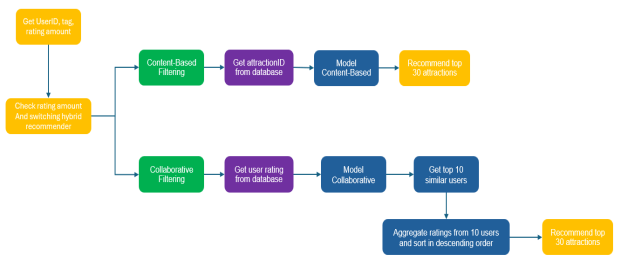 Get UserID, tag,
rating amount
Check rating amount
And switching hybrid
recommender
Content-Based
Filtering
Get attractionID
from database
Model
Content-Based
Recommend top
30 attractions
Collaborative
Filtering
Get user rating
from database
Model
Collaborative
Get top 10
similar users
Aggregate ratings from 10 users
and sort in descending order
Recommend top
30 attractions